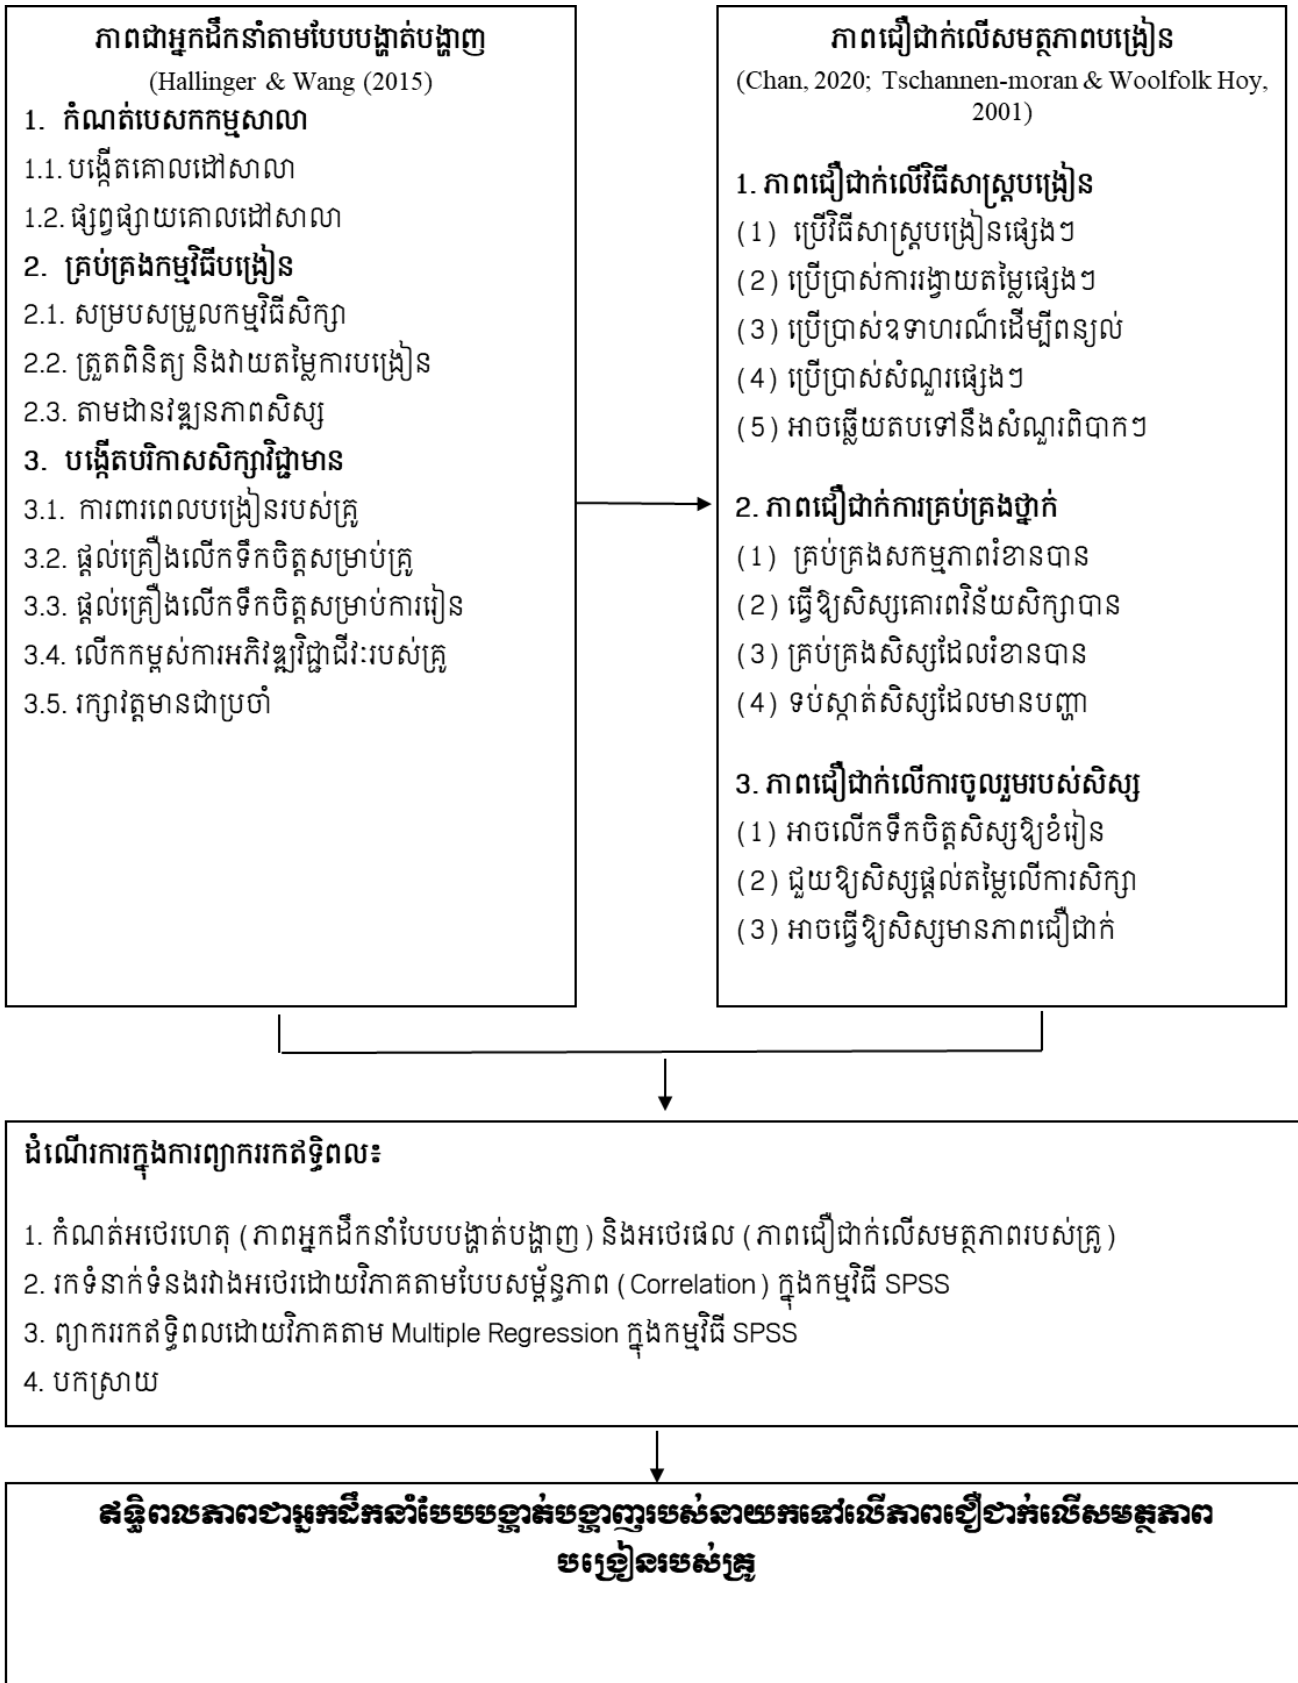 ភាពជាអ្នកដឹកនាំតាមបែបបង្ហាត់បង្ហាញ
(Hallinger & Wang (2015)
1. កំណត់បេសកកម្មសាលា
1.1. បង្កើតគោលដៅសាលា
1.2. ផ្សព្វផ្សាយគោលដៅសាលា
2. គ្រប់គ្រងកម្មវិធីបង្រៀន
2.1. សម្របសម្រួលកម្មវិធីសិក្សា
2.2. ត្រួតពិនិត្យ និងវាយតម្លៃការបង្រៀន
2.3. តាមដានវឌ្ឍនភាពសិស្ស
3. បង្កើតបរិកាសសិក្សាវិជ្ជមាន
3.1. ការពារពេលបង្រៀនរបស់គ្រូ
3.2. ផ្តល់គ្រឿងលើកទឹកចិត្តសម្រាប់គ្រូ
3.3. ផ្តល់គ្រឿងលើកទឹកចិត្តសម្រាប់ការរៀន
3.4. លើកកម្ពស់ការអភិវឌ្ឍវិជ្ជាជីវៈរបស់គ្រូ
3.5. រក្សាវត្តមានជាប្រចាំ
ភាពជឿជាក់លើសមត្ថភាពបង្រៀន
(Chan, 2020; Tschannen-moran & Woolfolk Hoy,
2001)
1. ភាពជឿជាក់លើវិធីសាស្ត្របង្រៀន
(1) ប្រើវិធីសាស្ត្របង្រៀនផ្សេងៗ
(2) ប្រើប្រាស់ការរង្វាយតម្លៃផ្សេងៗ
(3) ប្រើប្រាស់ឧទាហរណ៍ដើម្បីពន្យល់
(4) ប្រើប្រាស់សំណួរផ្សេងៗ
(5) អាចឆ្លើយតបទៅនឹងសំណួរពិបាកៗ
2. ភាពជឿជាក់ការគ្រប់គ្រងថ្នាក់
(1) គ្រប់គ្រងសកម្មភាពរំខានបាន
(2) ធ្វើឱ្យសិស្សគោរពវិន័យសិក្សាបាន
(3) គ្រប់គ្រងសិស្សដែលរំខានបាន
(4) ទប់ស្កាត់សិស្សដែលមានបញ្ហា
3. ភាពជឿជាក់លើការចូលរួមរបស់សិស្ស
(1) អាចលើកទឹកចិត្តសិស្សឱ្យខំរៀន
(2) ជួយឱ្យសិស្សផ្តល់តម្លៃលើការសិក្សា
(3) អាចធ្វើឱ្យសិស្សមានភាពជឿជាក់
ដំណើរការក្នុងការព្យាកររកឥទ្ធិពល៖
1. កំណត់អថេរហេតុ (ភាពអ្នកដឹកនាំបែបបង្ហាត់បង្ហាញ) និងអថេរផល (ភាពជឿជាក់លើសមត្ថភាពរបស់គ្រូ)
2. រកទំនាក់ទំនងរវាងអថេរដោយវិភាគតាមបែបសម្ព័ន្ធភាព (Correlation) ក្នុងកម្មវិធី SPSS
3. ព្យាកររកឥទ្ធិពលដោយវិភាគតាម Multiple Regression ក្នុងកម្មវិធី SPSS
4. បកស្រាយ
ឥទ្ធិពលភាពជាអ្នកដឹកនាំបែបបង្ហាត់បង្ហាញរបស់នាយកទៅលើភាពជឿជាក់លើសមត្ថភាព
បង្រៀនរបស់គ្រូ